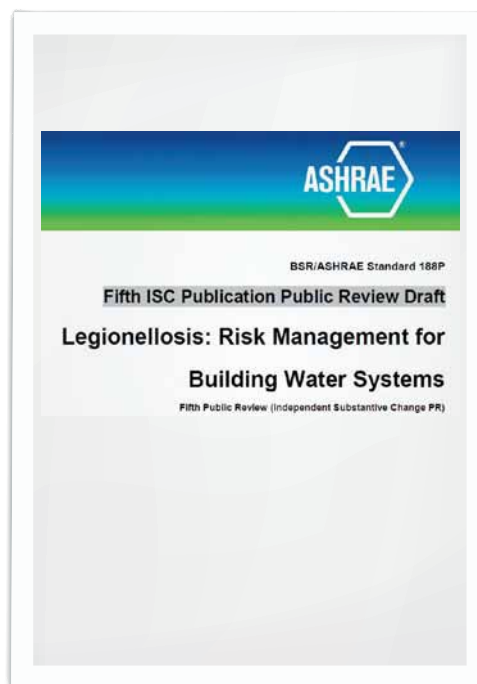 ASHRAE®
BSR/ASHRAE Standard 188P
Fifth ISC Publication Public Review Draft
Legionellosis: Risk Management for
Building Water Systems
Fifth Public Review (Independent Substantive Change PR)